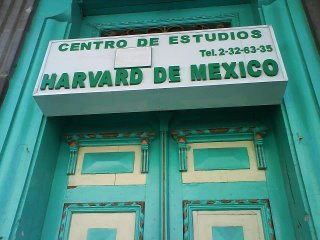 CENTRO DE ESTUDIOS
Tel. 2-32-63-35
HARVARD DE MEXICO